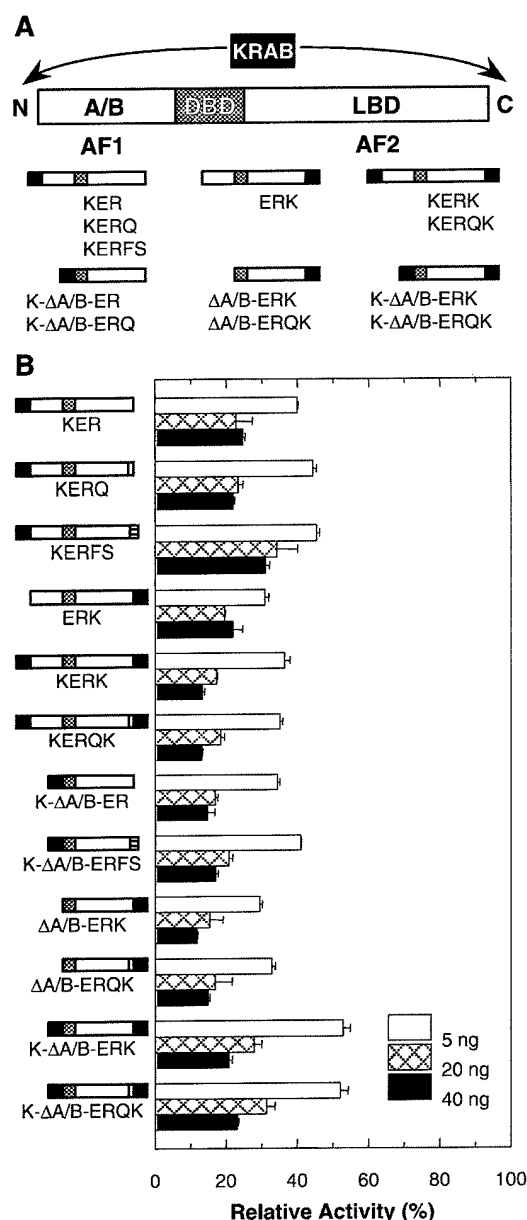 A
KRAB
N A/B DBD LBD C
AF1 AF2
KER
KERQ
KERFS
ERK
KERK
KERQK
K-ΔA/B-ER
K-ΔA/B-ERQ
ΔA/B-ERK
ΔA/B-ERQK
K-ΔA/B-ERK
K-ΔA/B-ERQK
B
KER
KERQ
KERFS
ERK
KERK
KERQK
K-ΔA/B-ER
K-ΔA/B-ERFS
ΔA/B-ERK
ΔA/B-ERQK
K-ΔA/B-ERK
K-ΔA/B-ERQK
5 ng
20 ng
40 ng
0 20 40 60 80 100
Relative Activity (%)